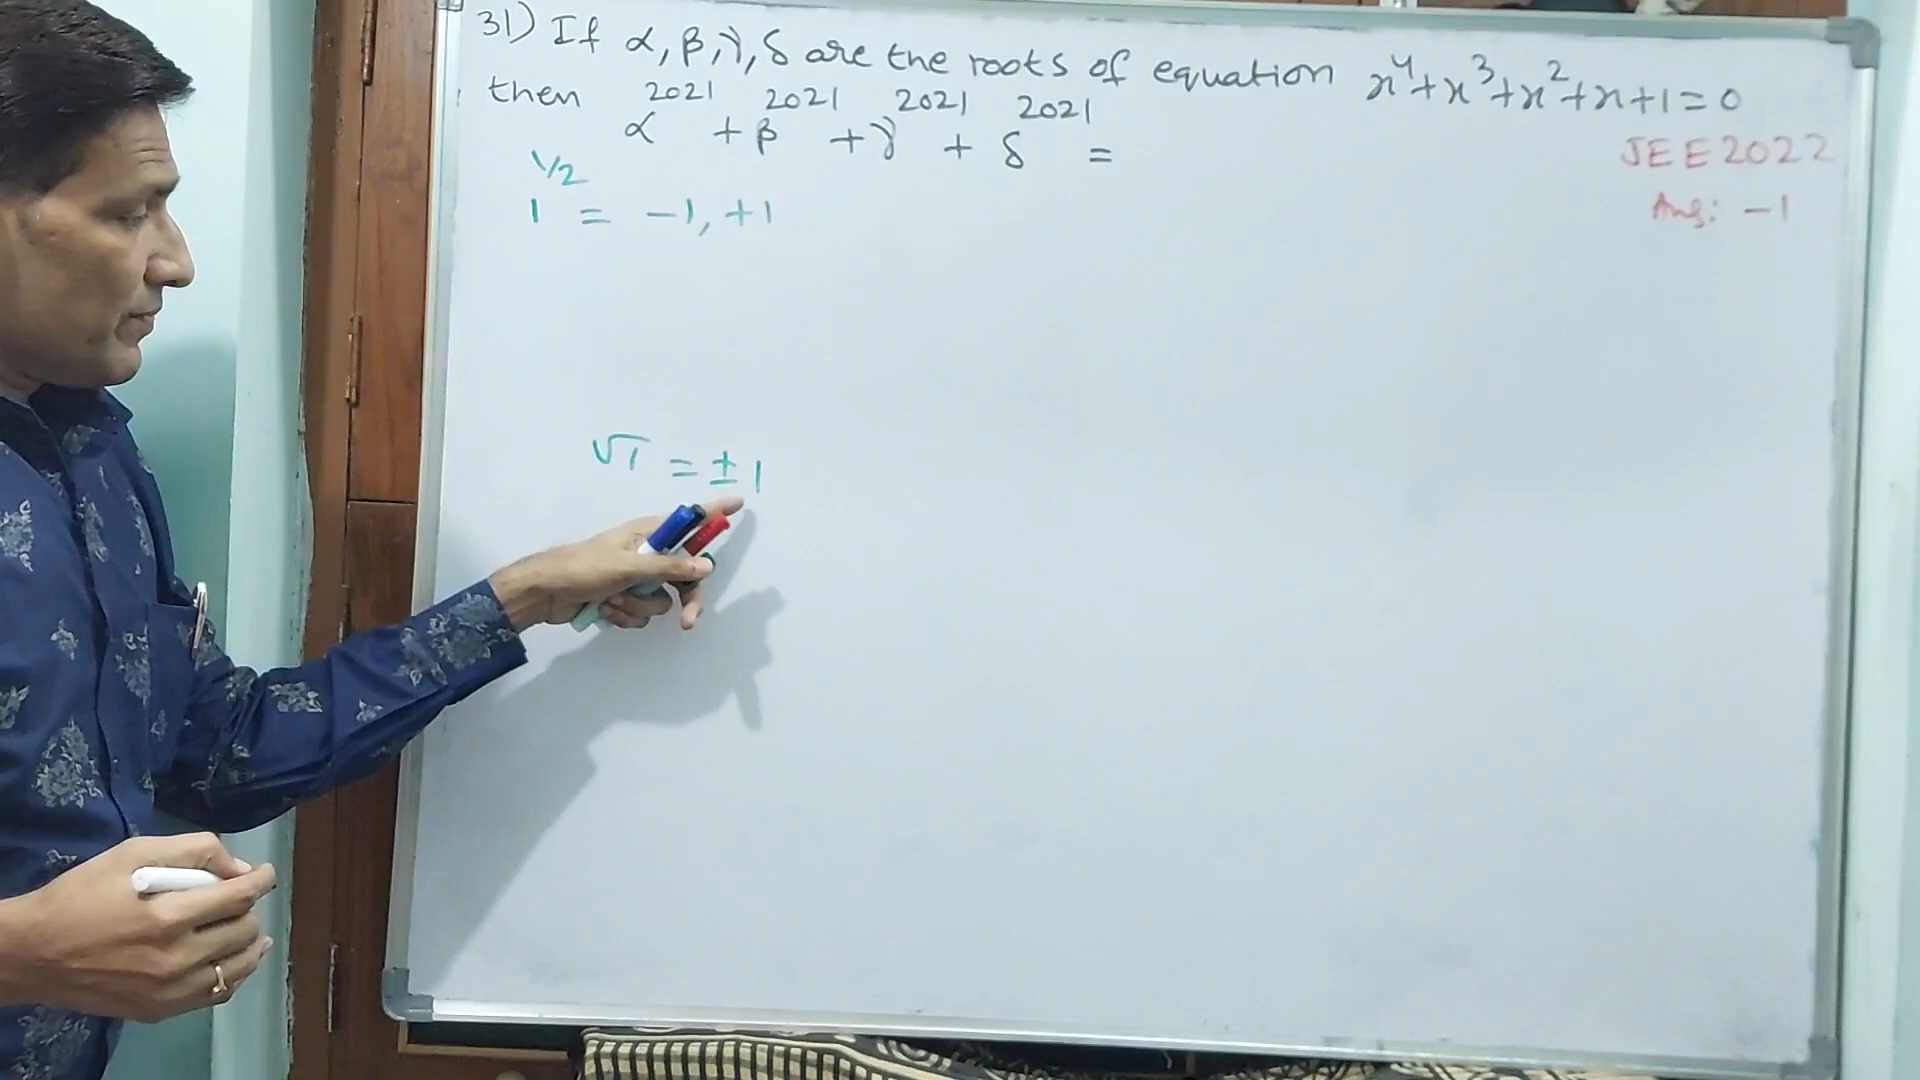 31) If α, β, γ, δ are the roots of equation x⁴+x³+x²+x+1=0
then α²⁰²¹ + β²⁰²¹ + γ²⁰²¹ + δ²⁰²¹ =
JEE2022
Ans: -1
1^1/2 = -1, +1
√1 = ±1